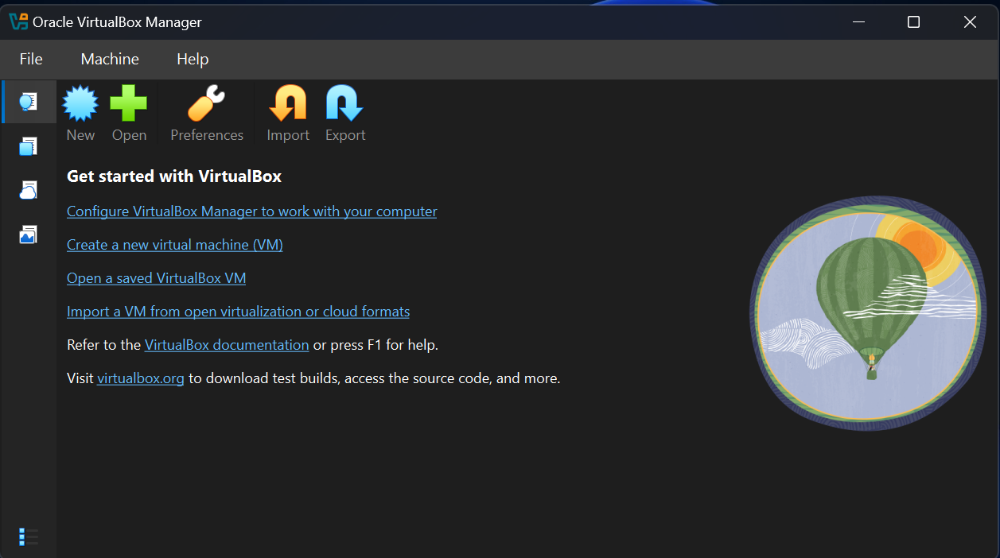 Oracle VirtualBox Manager
File Machine Help
New Open Preferences Import Export
Get started with VirtualBox
Configure VirtualBox Manager to work with your computer
Create a new virtual machine (VM)
Open a saved VirtualBox VM
Import a VM from open virtualization or cloud formats
Refer to the VirtualBox documentation or press F1 for help.
Visit virtualbox.org to download test builds, access the source code, and more.